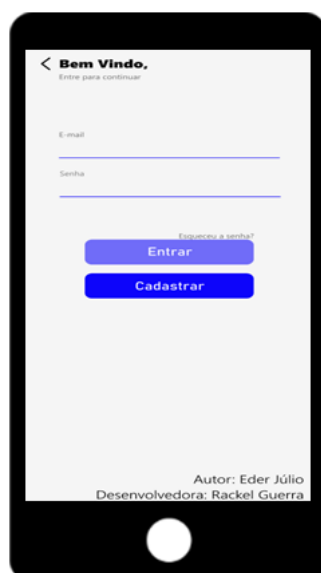 Bem Vindo,
Entre para continuar
E-mail
Senha
Esqueceu a senha?
Entrar
Cadastrar
Autor: Eder Júlio
Desenvolvedora: Rackel Guerra